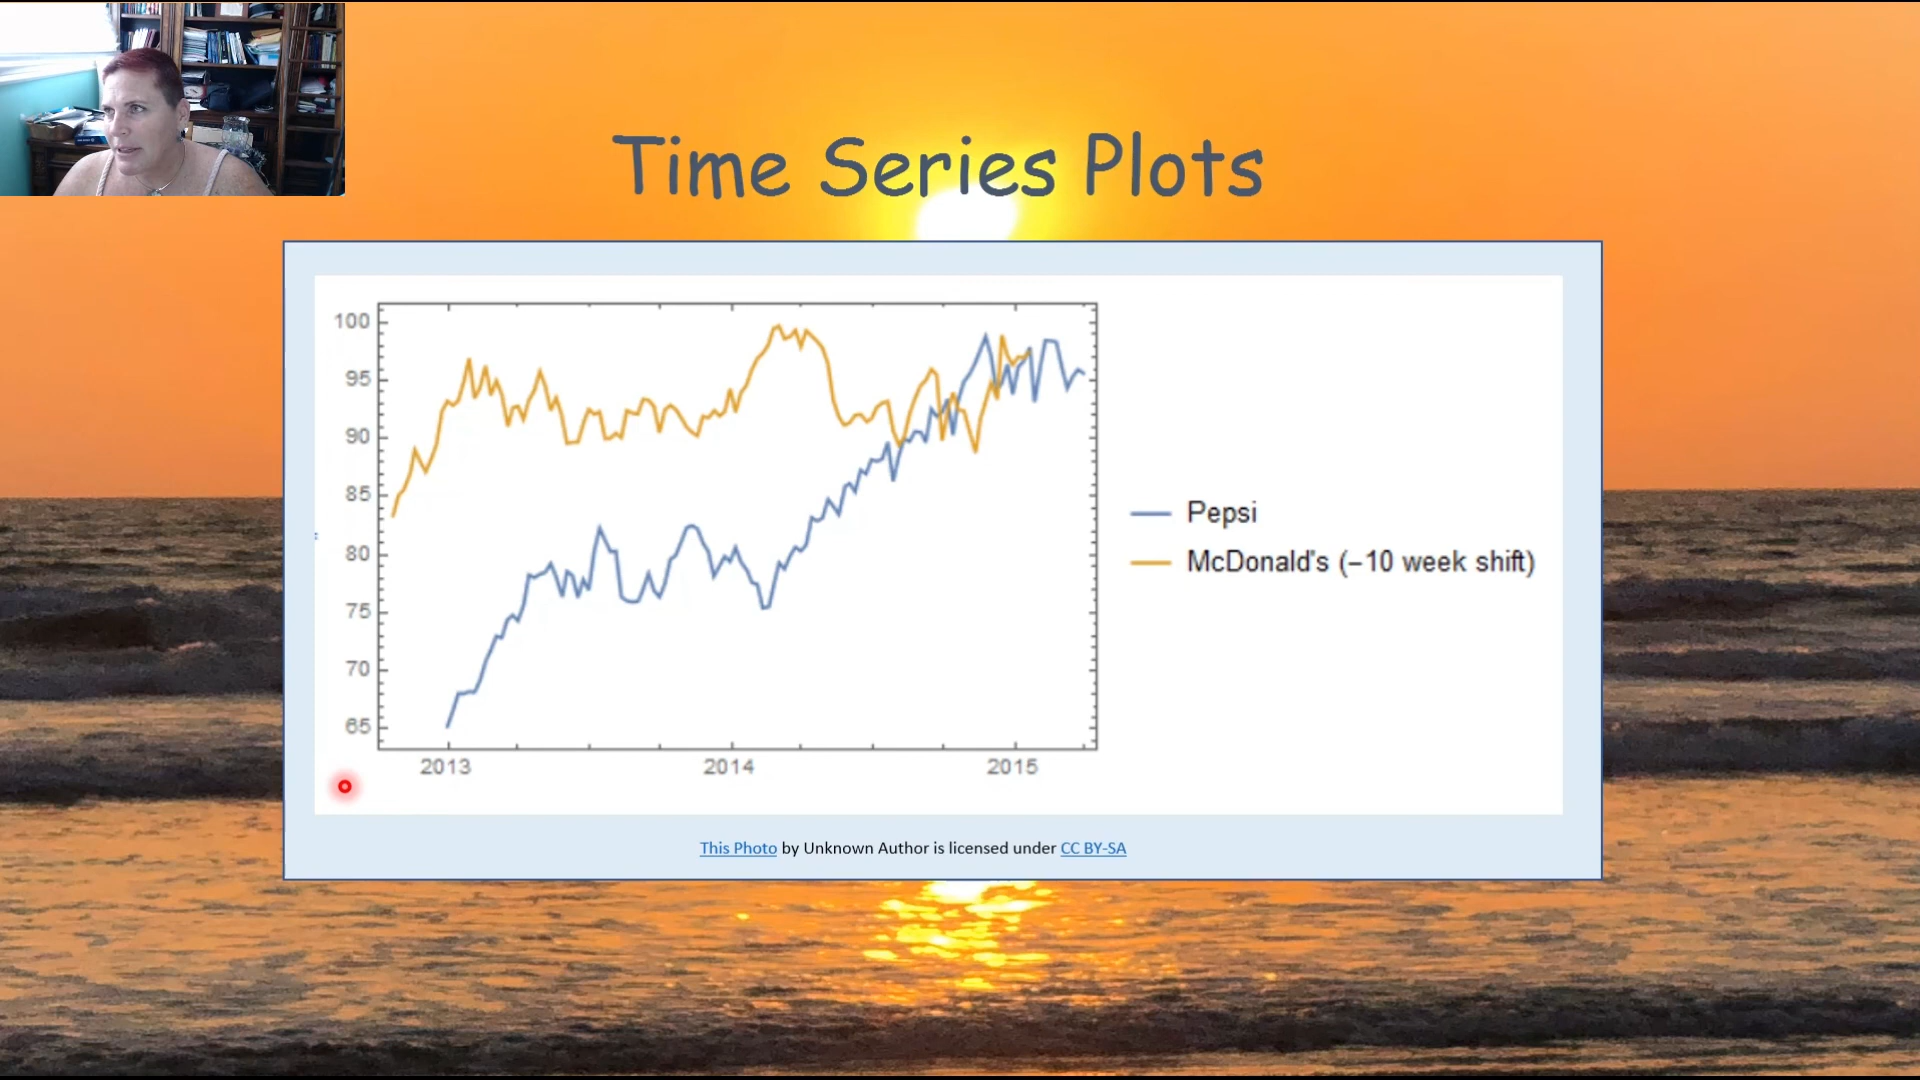 Time Series Plots
100
95
90
85
80
75
70
65
2013 2014 2015
Pepsi
McDonald's (−10 week shift)
This Photo by Unknown Author is licensed under CC BY-SA